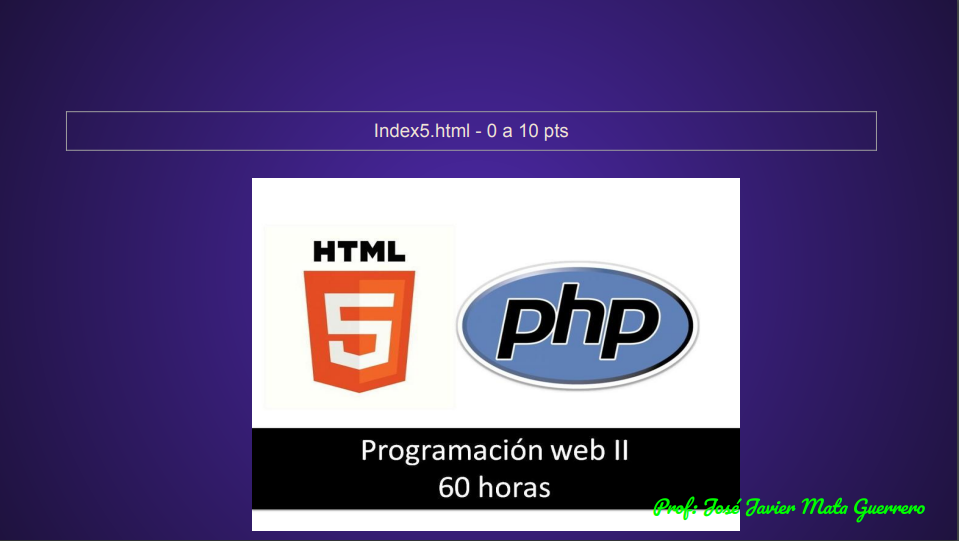 Index5.html - 0 a 10 pts
HTML
5
php
Programación web II
60 horas
Prof: José Javier Mata Guerrero